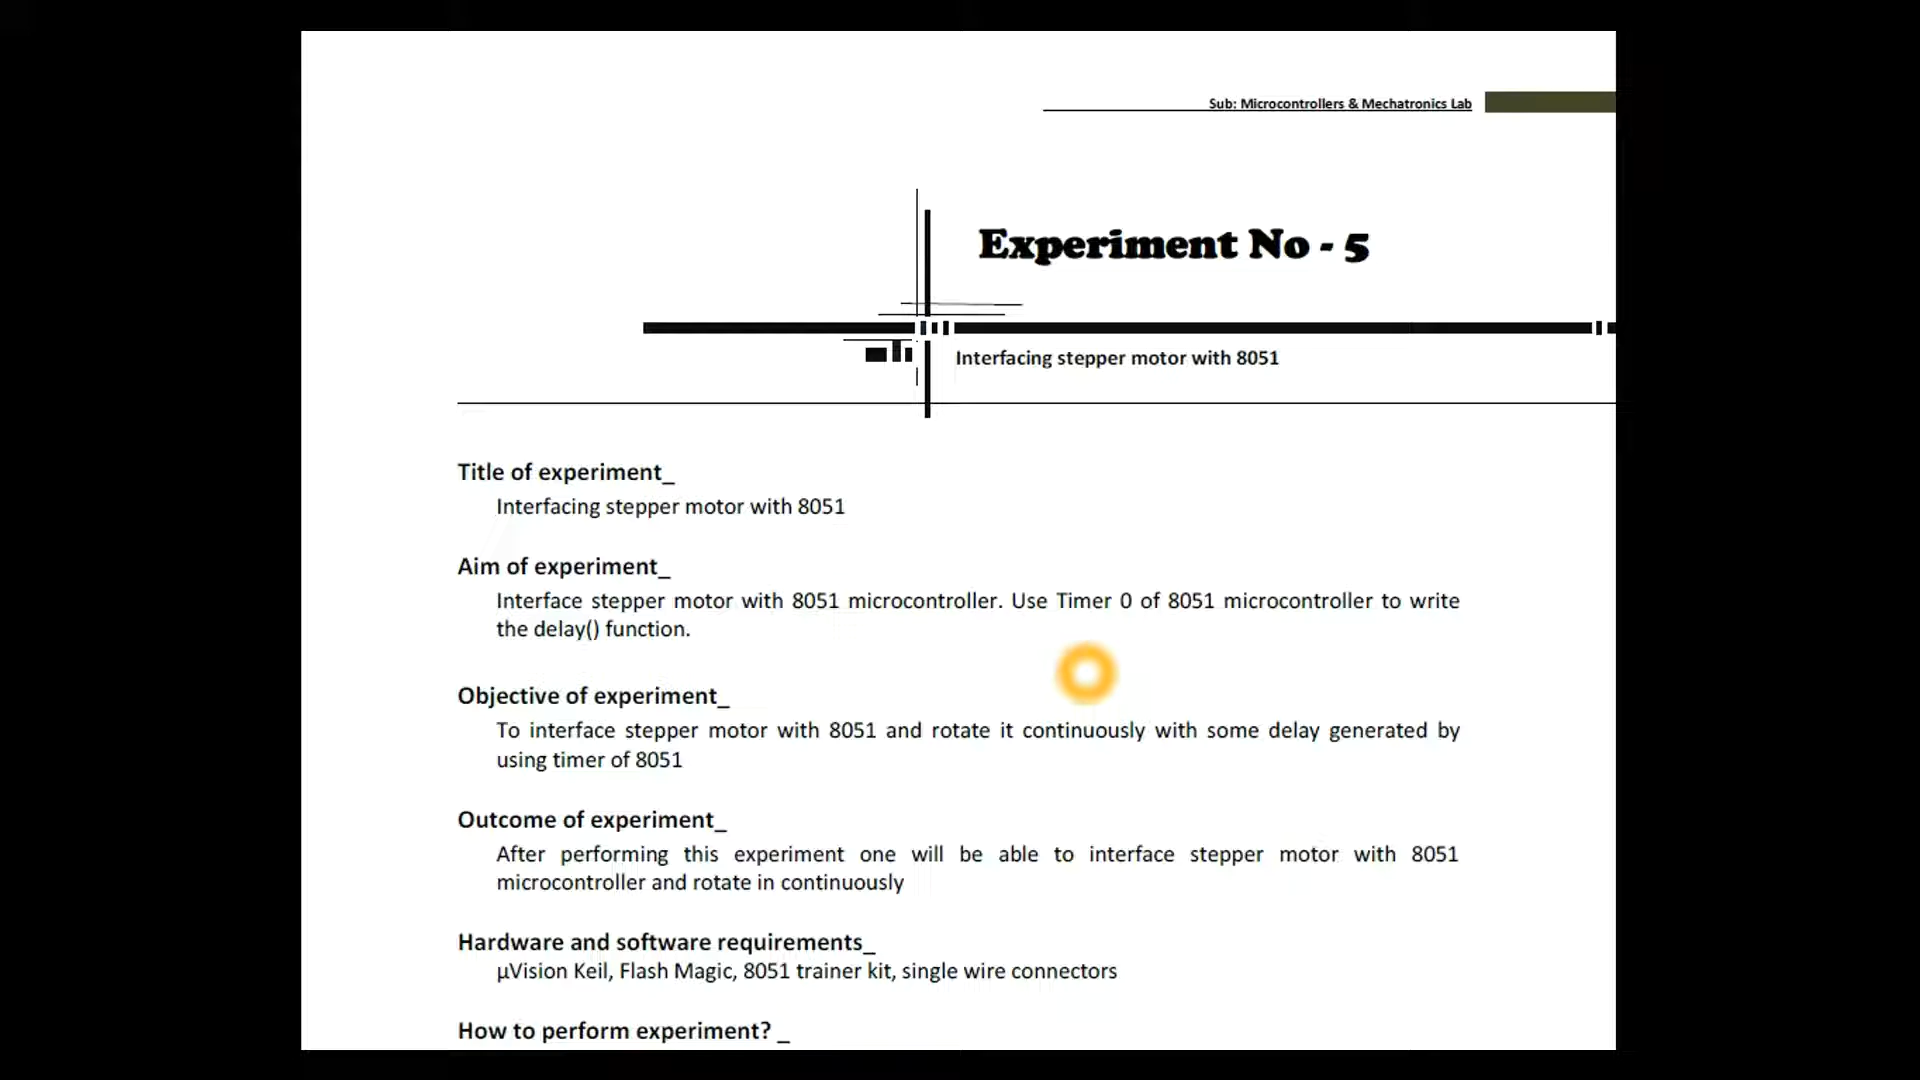 Sub: Microcontrollers & Mechatronics Lab
Experiment No - 5
Interfacing stepper motor with 8051
Title of experiment_
Interfacing stepper motor with 8051
Aim of experiment_
Interface stepper motor with 8051 microcontroller. Use Timer 0 of 8051 microcontroller to write
the delay() function.
Objective of experiment_
To interface stepper motor with 8051 and rotate it continuously with some delay generated by
using timer of 8051
Outcome of experiment_
After performing this experiment one will be able to interface stepper motor with 8051
microcontroller and rotate in continuously
Hardware and software requirements_
µVision Keil, Flash Magic, 8051 trainer kit, single wire connectors
How to perform experiment? _